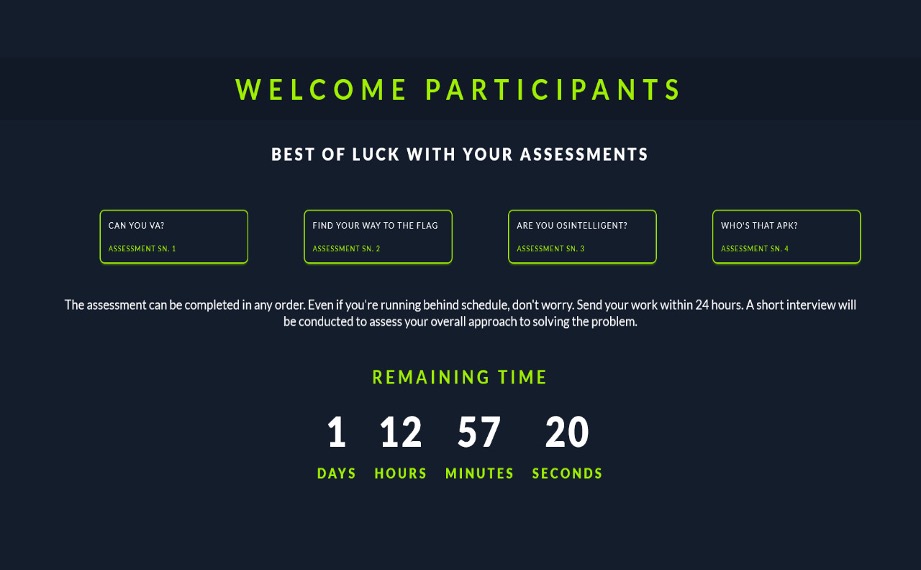 WELCOME PARTICIPANTS
BEST OF LUCK WITH YOUR ASSESSMENTS
CAN YOU VA?
ASSESSMENT SN. 1
FIND YOUR WAY TO THE FLAG
ASSESSMENT SN. 2
ARE YOU OSINTELLIGENT?
ASSESSMENT SN. 3
WHO'S THAT APK?
ASSESSMENT SN. 4
The assessment can be completed in any order. Even if you're running behind schedule, don't worry. Send your work within 24 hours. A short interview will
be conducted to assess your overall approach to solving the problem.
REMAINING TIME
1 12 57 20
DAYS HOURS MINUTES SECONDS